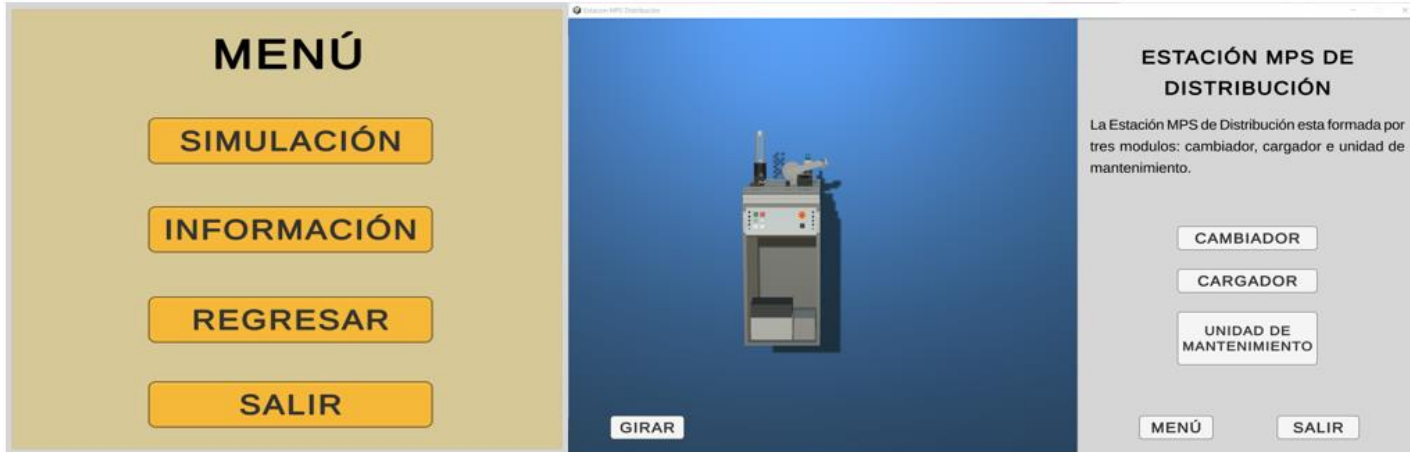 MENÚ
SIMULACIÓN
INFORMACIÓN
REGRESAR
SALIR
Estacion MPS Distribución
GIRAR
ESTACIÓN MPS DE
DISTRIBUCIÓN
La Estación MPS de Distribución esta formada por
tres modulos: cambiador, cargador e unidad de
mantenimiento.
CAMBIADOR
CARGADOR
UNIDAD DE
MANTENIMIENTO
MENÚ
SALIR